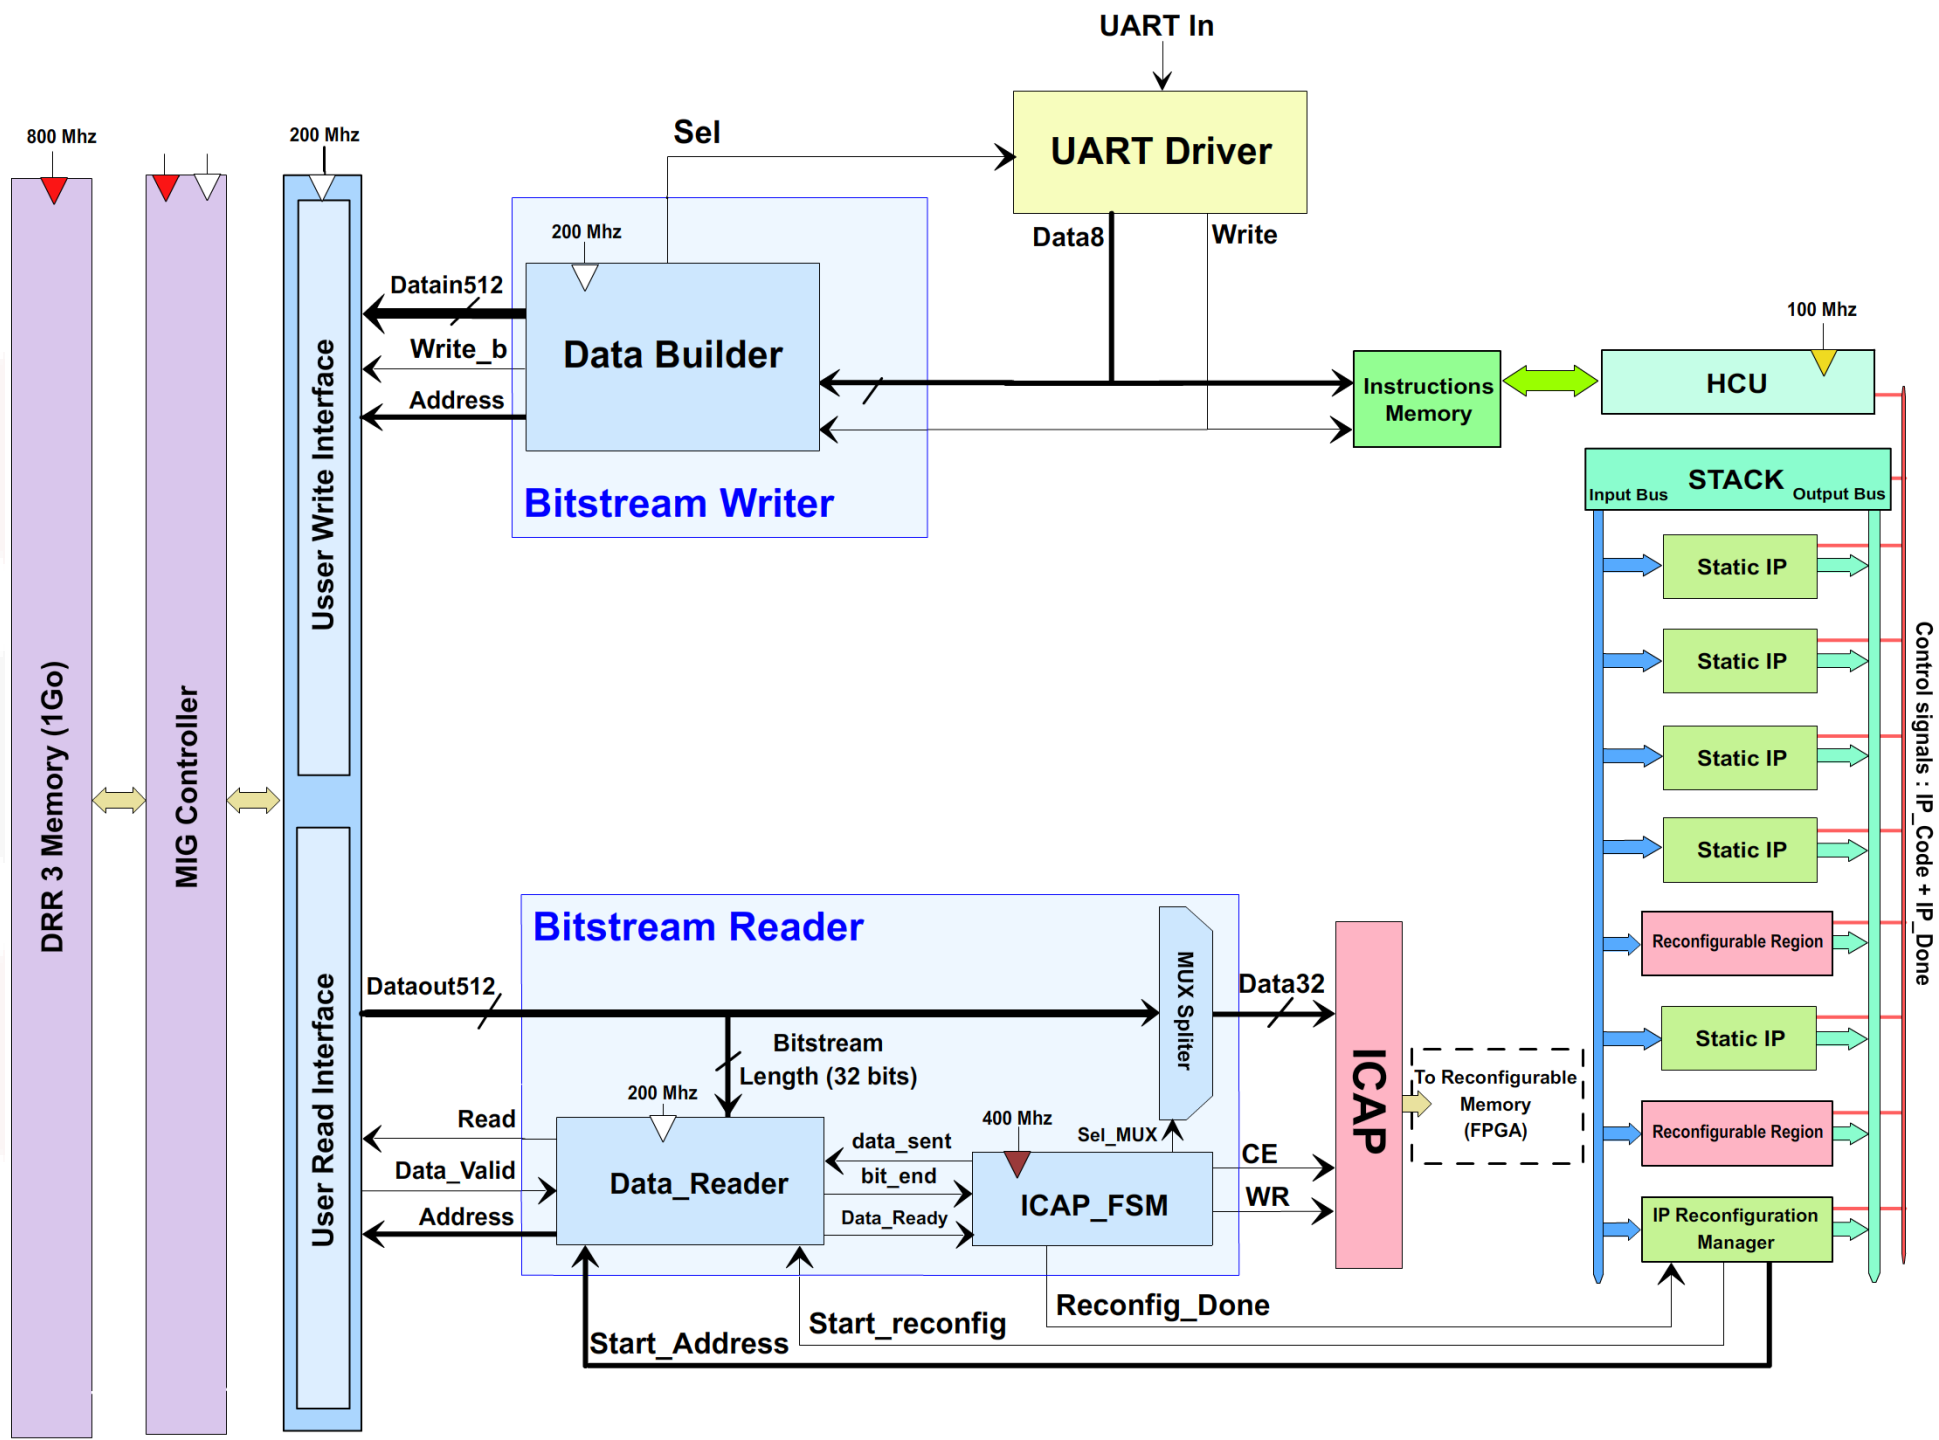 UART In
800 Mhz
200 Mhz
Sel
UART Driver
200 Mhz
Data8
Write
Datain512
Write_b
Address
Data Builder
Bitstream Writer
Instructions
Memory
100 Mhz
HCU
STACK
Input Bus
Output Bus
Static IP
Static IP
Static IP
Static IP
Reconfigurable Region
Static IP
Reconfigurable Region
IP Reconfiguration
Manager
Control signals : IP_Code + IP_Done
DRR 3 Memory (1Go)
MIG Controller
Usser Write Interface
User Read Interface
Bitstream Reader
Dataout512
MUX Spliter
Data32
Bitstream
Length (32 bits)
200 Mhz
Read
Data_Valid
Address
Data_Reader
data_sent
bit_end
Data_Ready
400 Mhz
Sel_MUX
ICAP_FSM
CE
WR
ICAP
To Reconfigurable
Memory
(FPGA)
Reconfig_Done
Start_reconfig
Start_Address